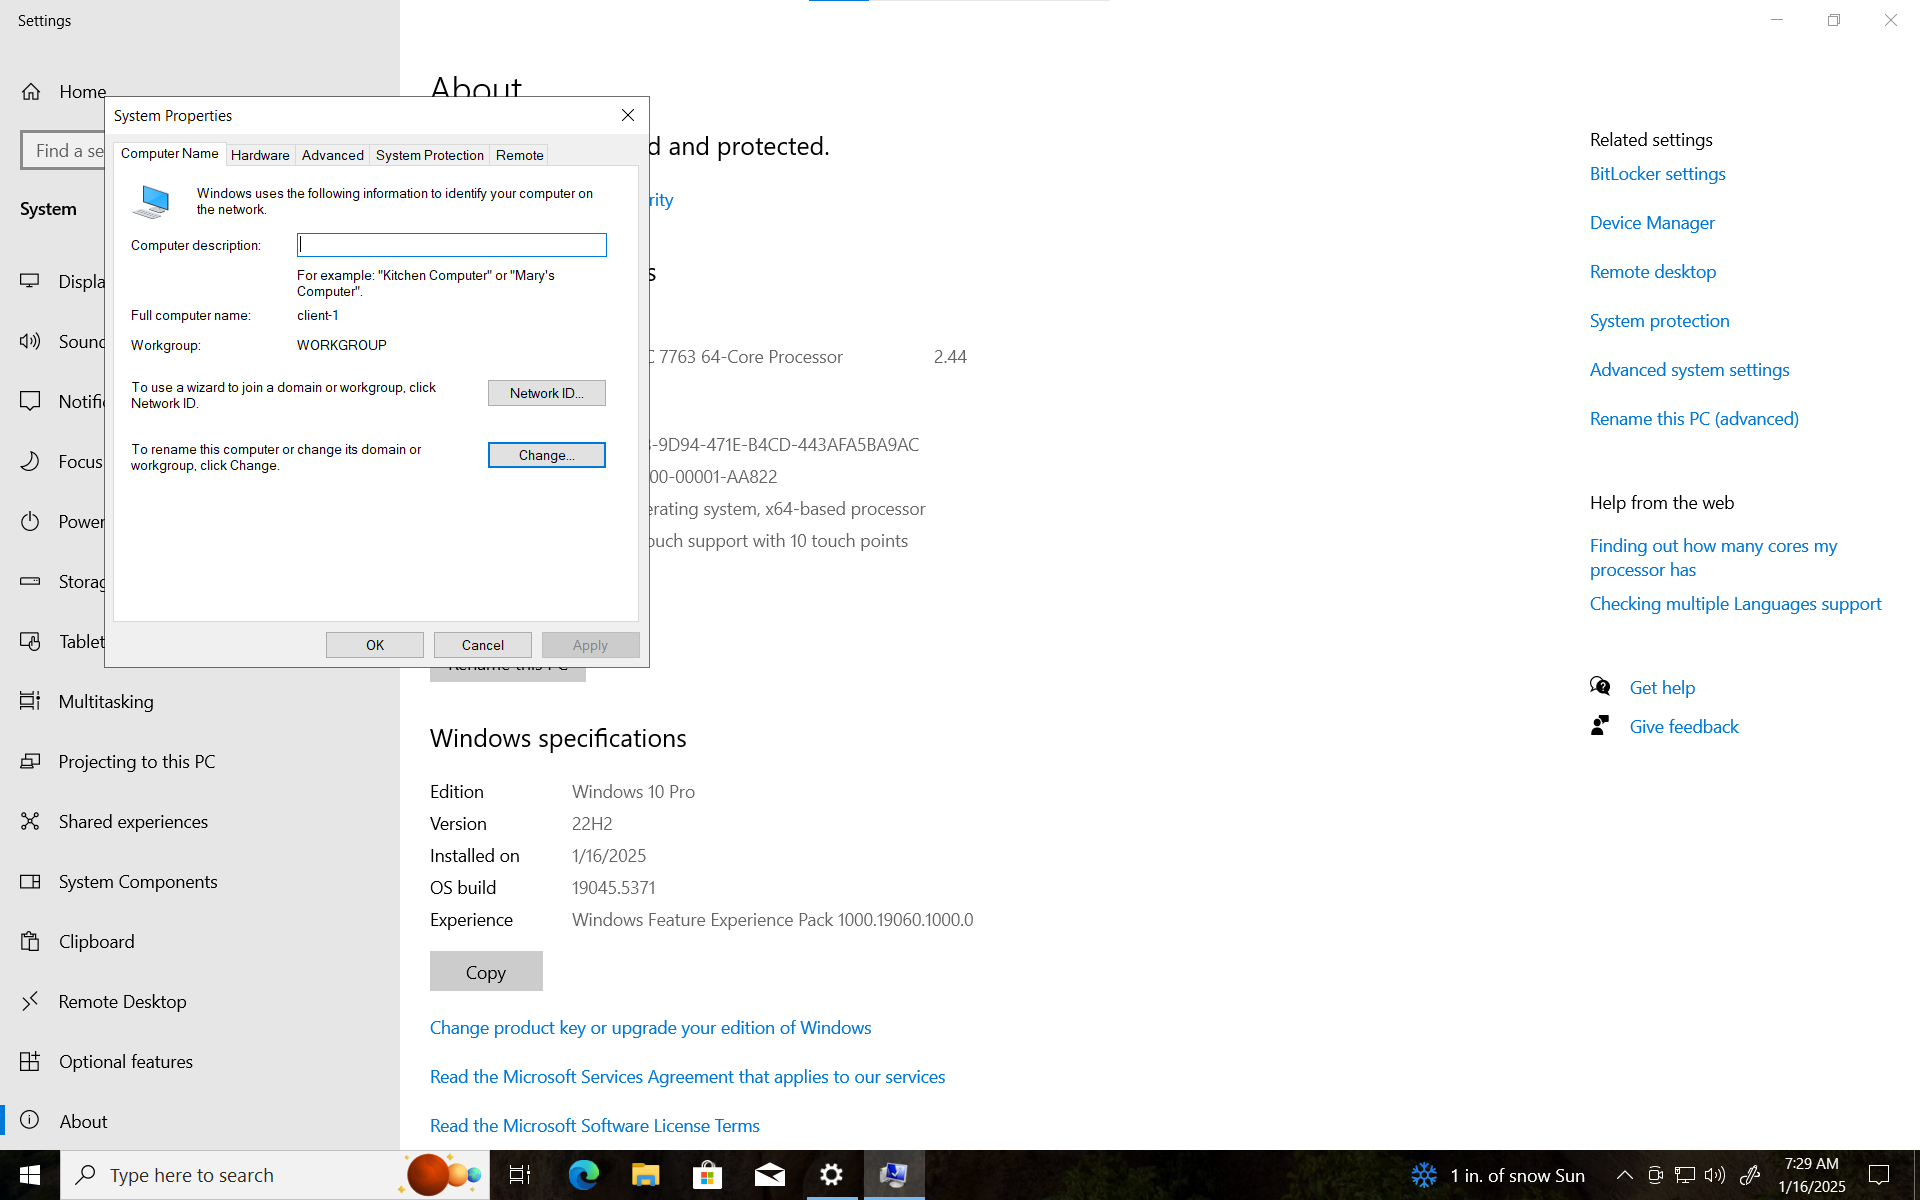 Settings
Home
Find a se
System
Displa
Sound
Notific
Focus
Power
Storag
Tablet
Multitasking
Projecting to this PC
Shared experiences
System Components
Clipboard
Remote Desktop
Optional features
About
System Properties
Computer Name
Hardware
Advanced
System Protection
Remote
Windows uses the following information to identify your computer on
the network.
Computer description:
For example: "Kitchen Computer" or "Mary's
Computer".
Full computer name:
client-1
Workgroup:
WORKGROUP
To use a wizard to join a domain or workgroup, click
Network ID.
Network ID...
To rename this computer or change its domain or
workgroup, click Change.
Change...
OK
Cancel
Apply
About
d and protected.
rity
s
C 7763 64-Core Processor 2.44
-9D94-471E-B4CD-443AFA5BA9AC
00-00001-AA822
erating system, x64-based processor
ouch support with 10 touch points
Rename this PC
Windows specifications
Edition Windows 10 Pro
Version 22H2
Installed on 1/16/2025
OS build 19045.5371
Experience Windows Feature Experience Pack 1000.19060.1000.0
Copy
Change product key or upgrade your edition of Windows
Read the Microsoft Services Agreement that applies to our services
Read the Microsoft Software License Terms
Related settings
BitLocker settings
Device Manager
Remote desktop
System protection
Advanced system settings
Rename this PC (advanced)
Help from the web
Finding out how many cores my
processor has
Checking multiple Languages support
Get help
Give feedback
Type here to search
1 in. of snow Sun
7:29 AM
1/16/2025